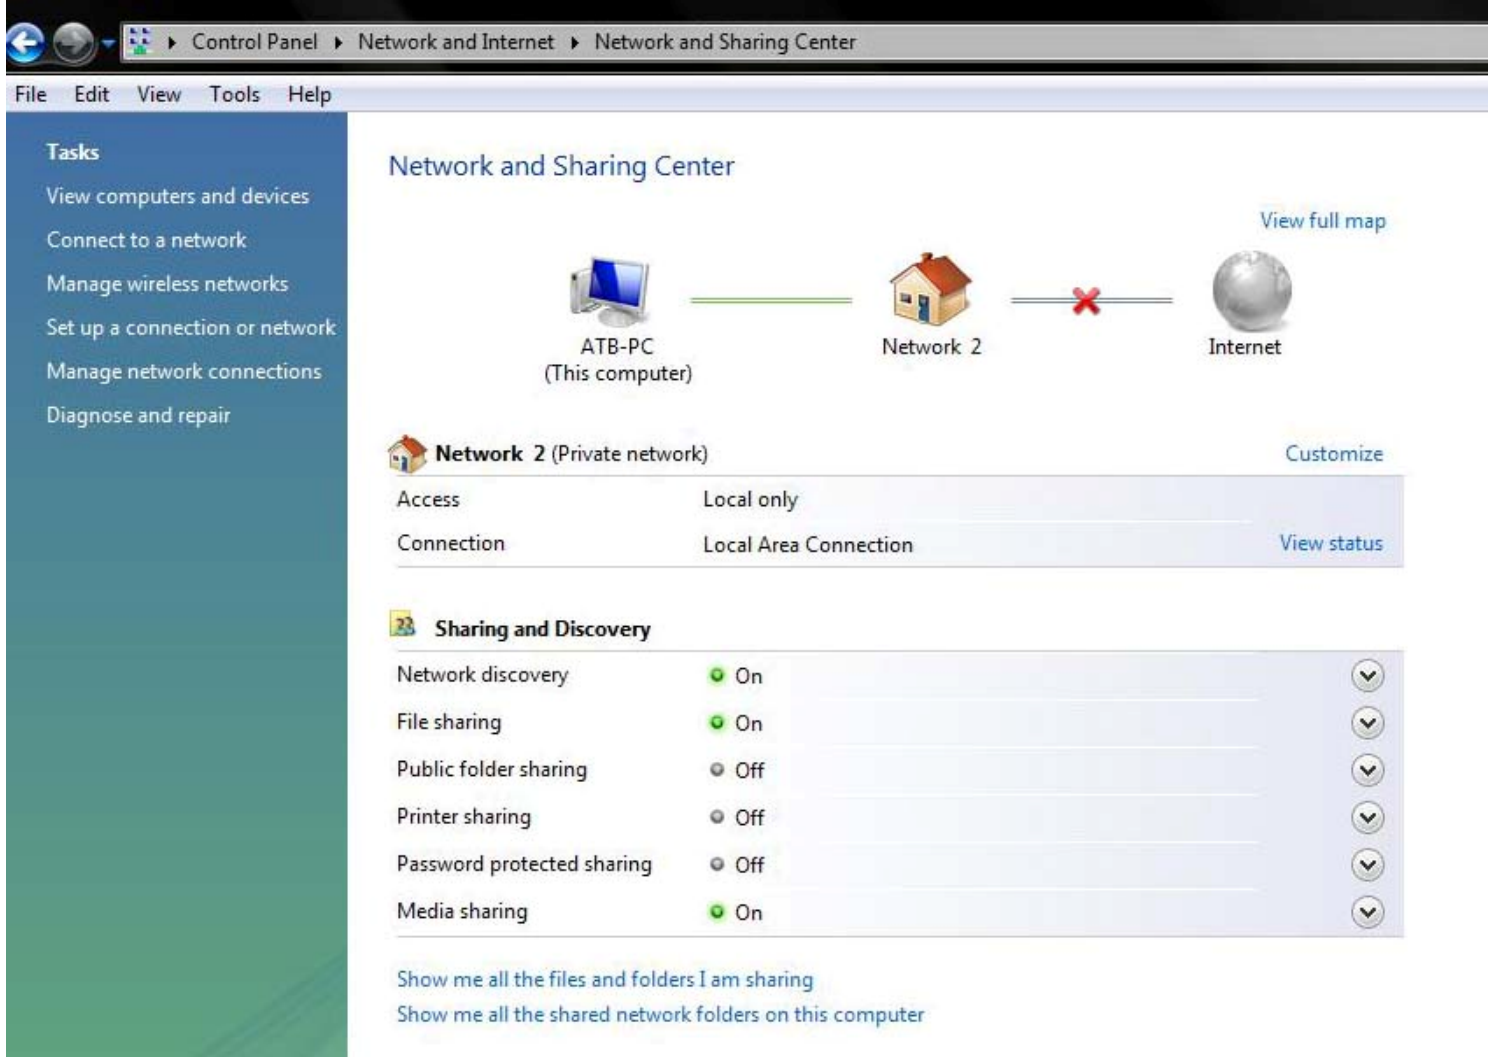 Control Panel Network and Internet Network and Sharing Center
File Edit View Tools Help
Tasks
View computers and devices
Connect to a network
Manage wireless networks
Set up a connection or network
Manage network connections
Diagnose and repair
Network and Sharing Center
View full map
ATB-PC
(This computer)
Network 2
Internet
Network 2 (Private network) Customize
Access Local only
Connection Local Area Connection View status
Sharing and Discovery
Network discovery On
File sharing On
Public folder sharing Off
Printer sharing Off
Password protected sharing Off
Media sharing On
Show me all the files and folders I am sharing
Show me all the shared network folders on this computer